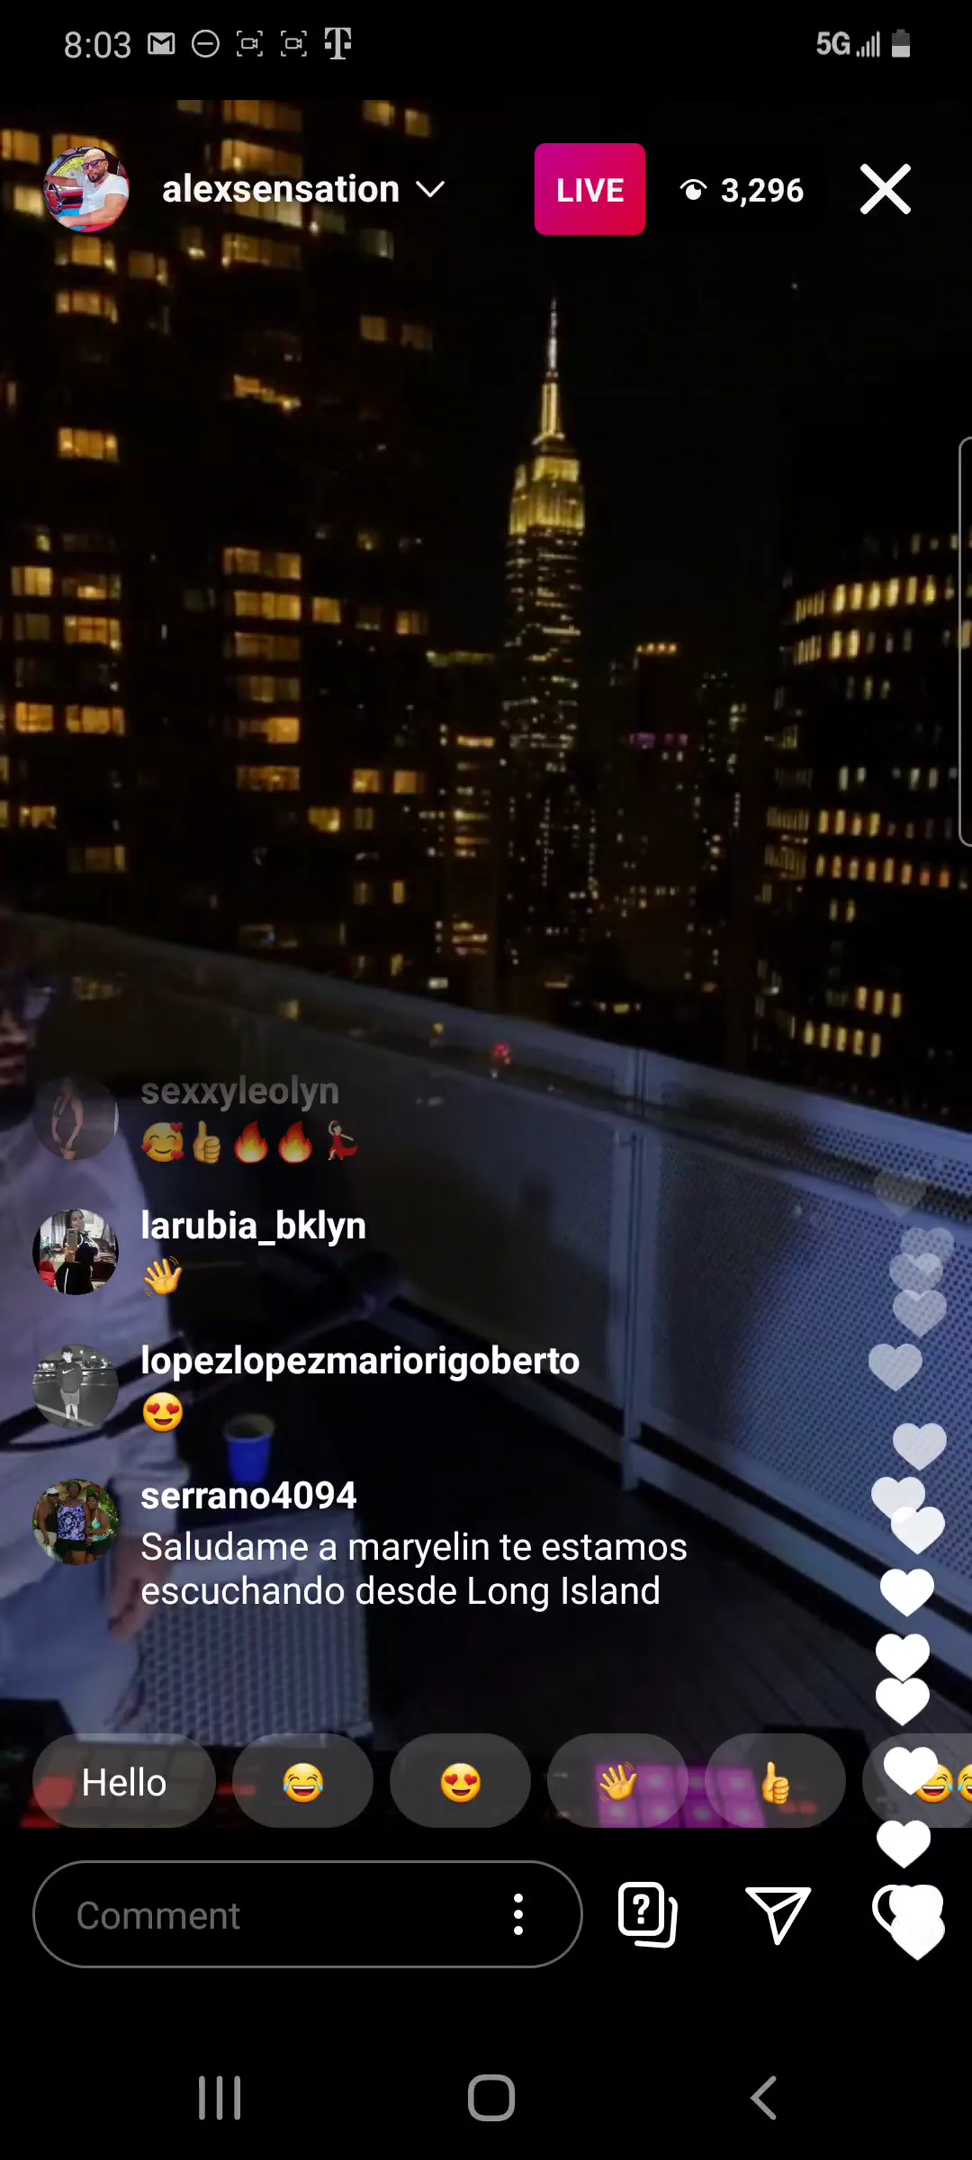 8:03 5G
alexsensation LIVE 3,296
sexxyleolyn
🥰👍🔥🔥💃
larubia_bklyn
👋
lopezlopezmariorigoberto
😍
serrano4094
Saludame a maryelin te estamos
escuchando desde Long Island
Hello 😂 😍 👋 👍 😂😂
Comment